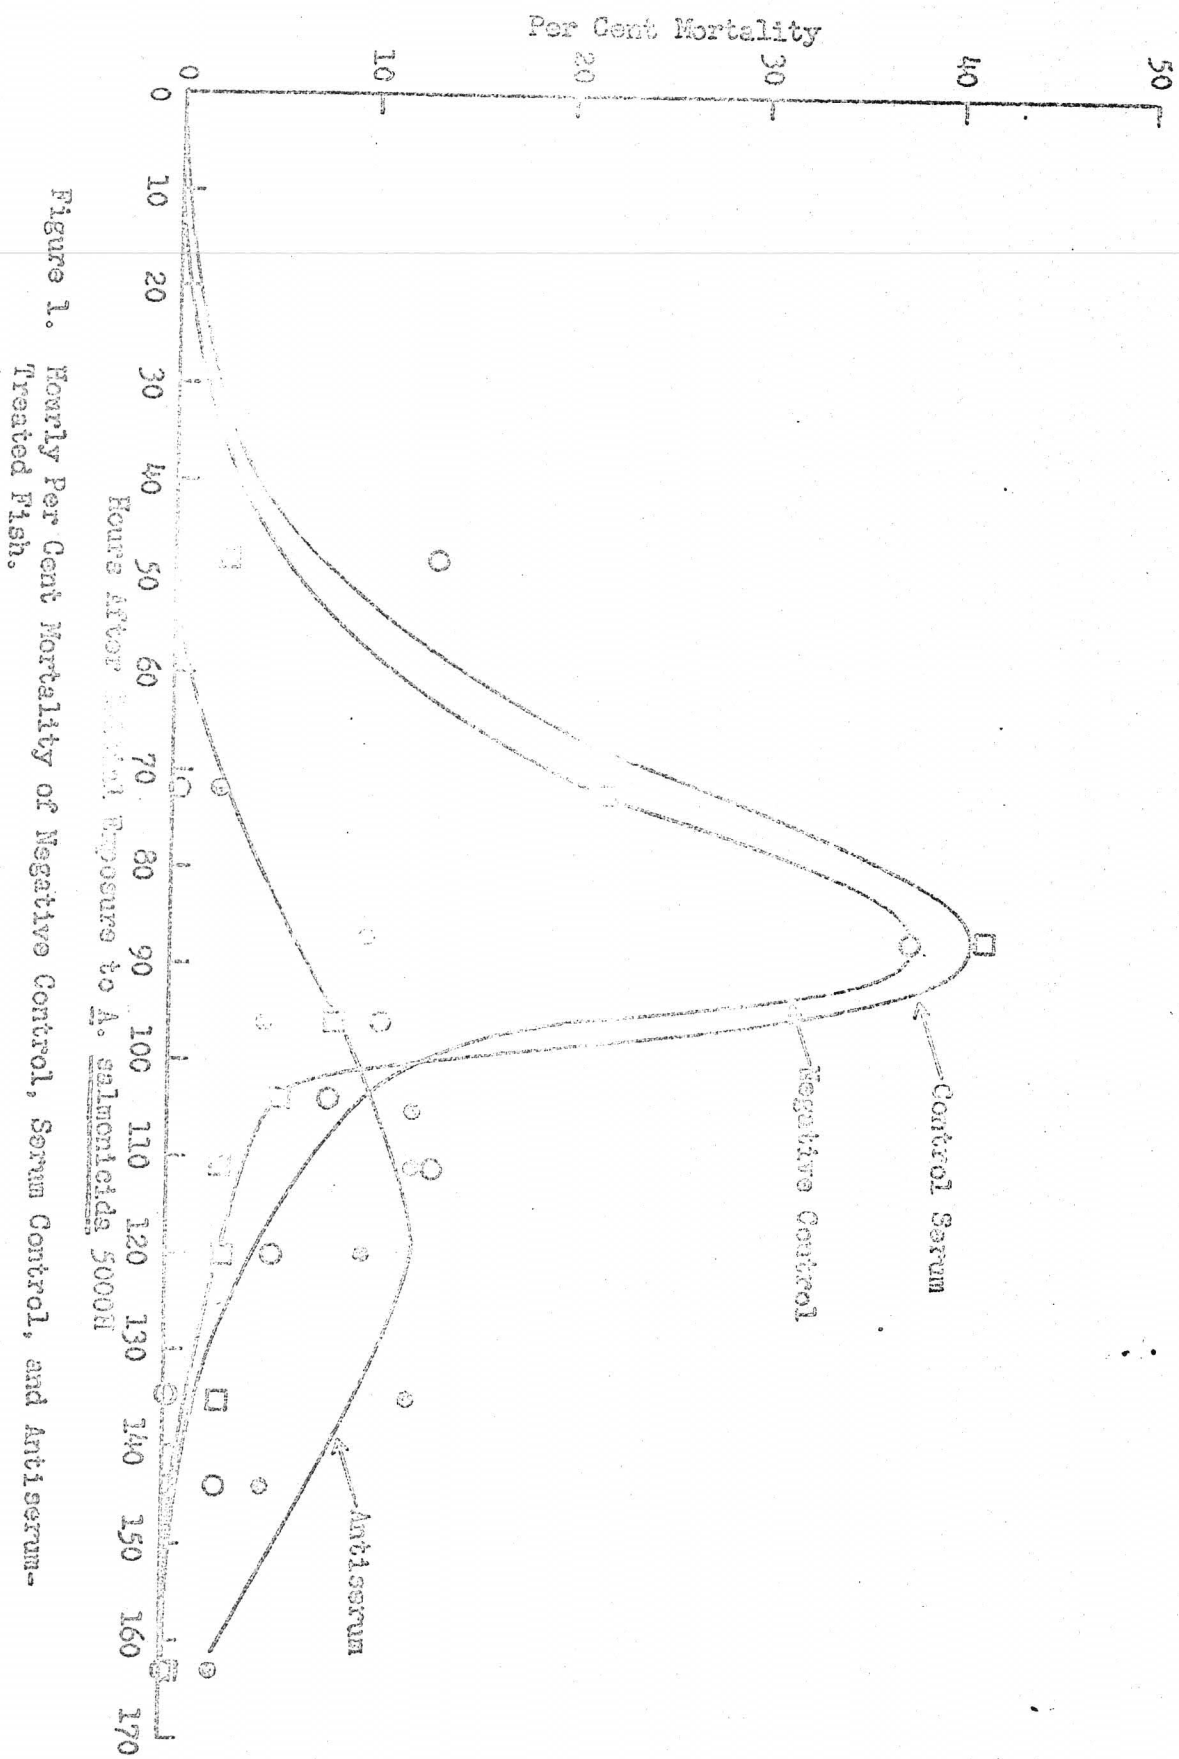 Per Cent Mortality
50
40
30
20
10
0
0 10 20 30 40 50 60 70 80 90 100 110 120 130 140 150 160 170
Control Serum
Negative Control
Antiserum
Hours After Exposure to A. salmonicida 5000
Figure 1. Hourly Per Cent Mortality of Negative Control, Serum Control, and Antiserum-
Treated Fish.